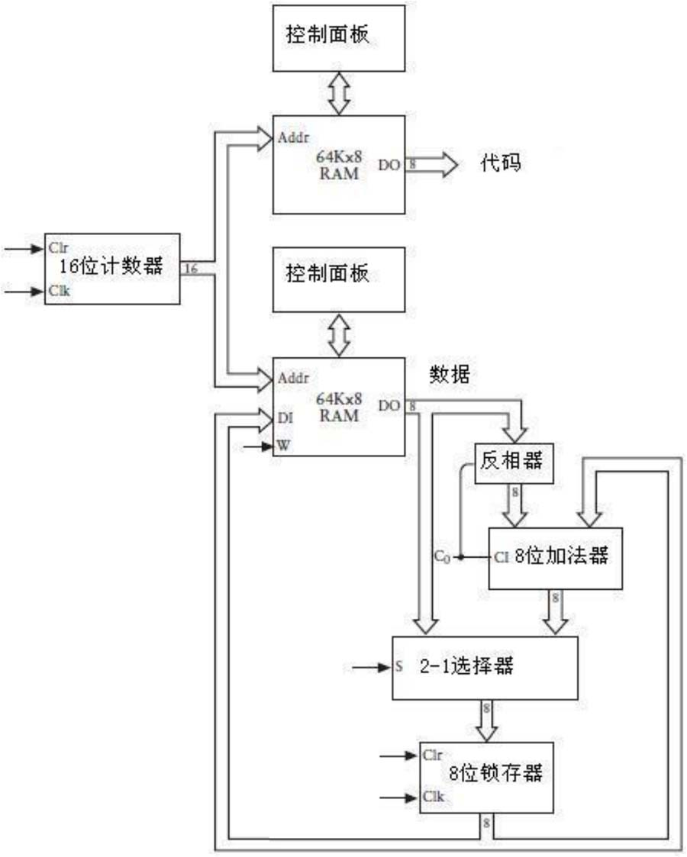 控制面板
Addr
64Kx8
RAM
DO
8
代码
Clr
16位计数器
Clk
16
控制面板
数据
Addr
64Kx8
RAM
DO
8
DI
W
反相器
8
C0
CI
8位加法器
8
S
2-1选择器
8
Clr
8位锁存器
Clk
8